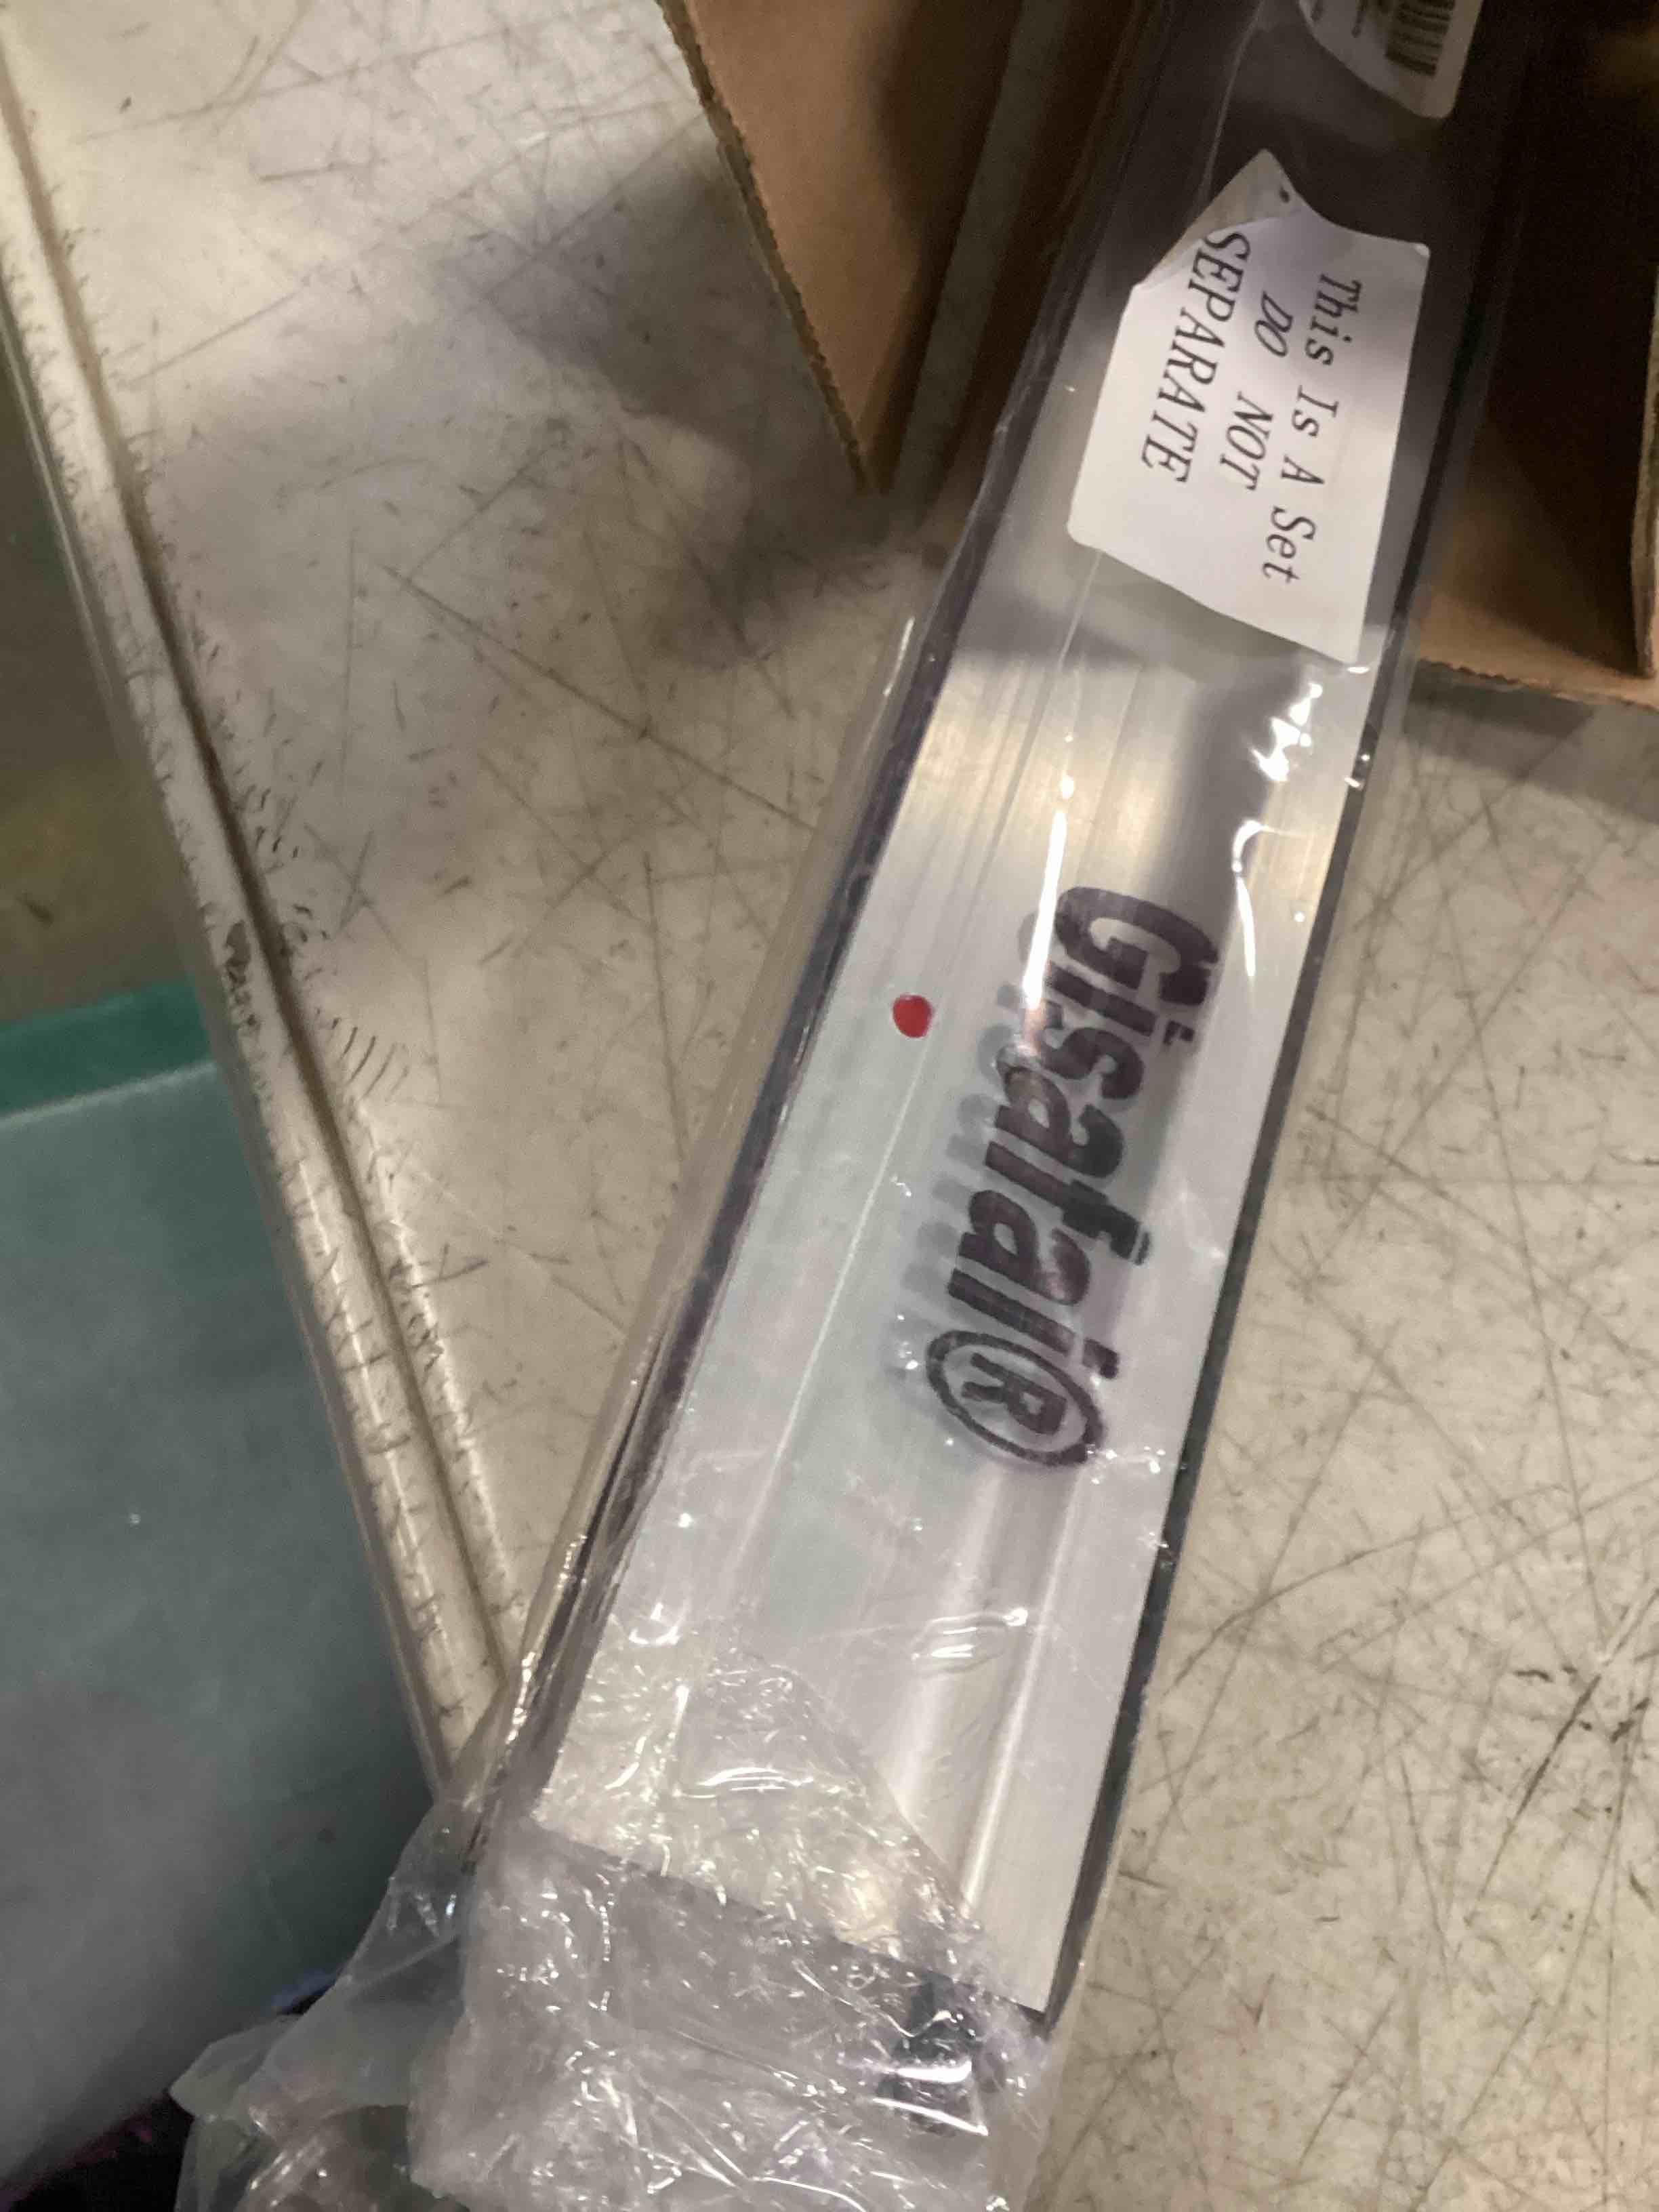 This Is A Set
DO NOT
SEPARATE
Gisafai®